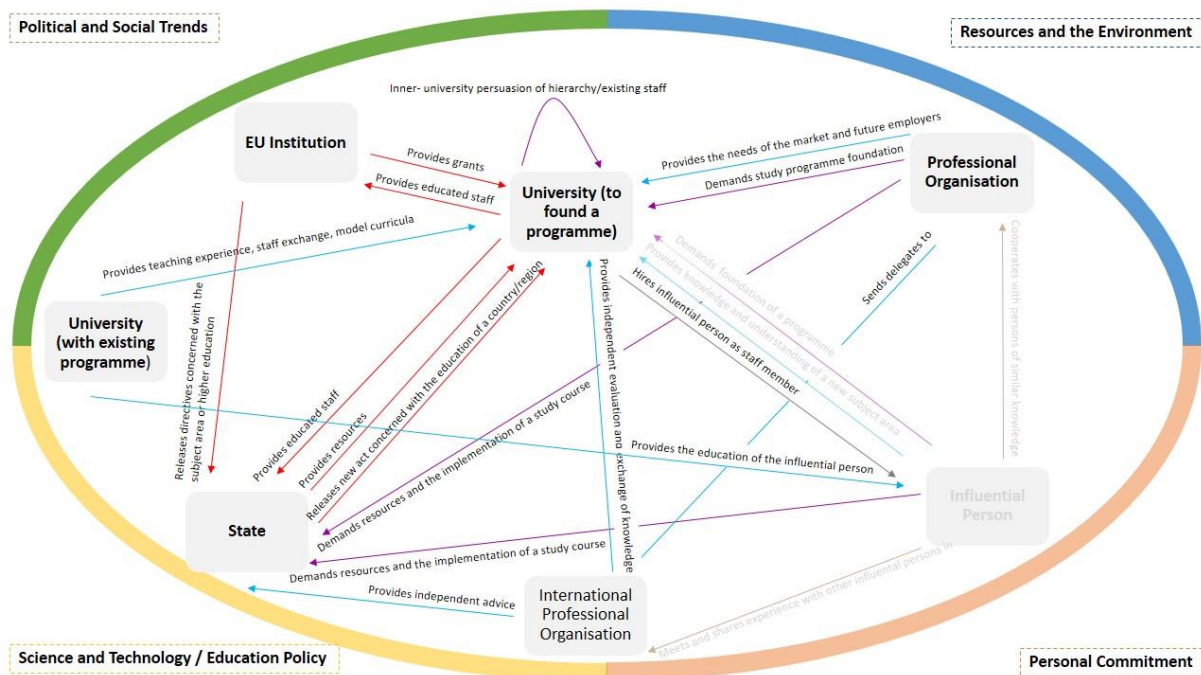 Political and Social Trends
Resources and the Environment
Inner- university persuasion of hierarchy/existing staff
EU Institution
Provides grants
Provides educated staff
University (to
found a
programme)
Provides the needs of the market and future employers
Demands study programme foundation
Professional
Organisation
Provides teaching experience, staff exchange, model curricula
University
(with existing
programme)
Releases directives concerned with the
subject area or higher education
Provides educated staff
Provides resources
Releases new act concerned with the education of a country/region
Demands resources and the implementation of a study course
Provides independent evaluation and exchange of knowledge
Demands foundation of a programme
Provides knowledge and understanding of a new subject area
Hires influential person as staff member
Sends delegates to
Cooperates with persons of similar knowledge
Provides the education of the influential person
Influential
Person
State
Demands resources and the implementation of a study course
Provides independent advice
International
Professional
Organisation
Meets and shares experience with other influential persons in
Science and Technology / Education Policy
Personal Commitment